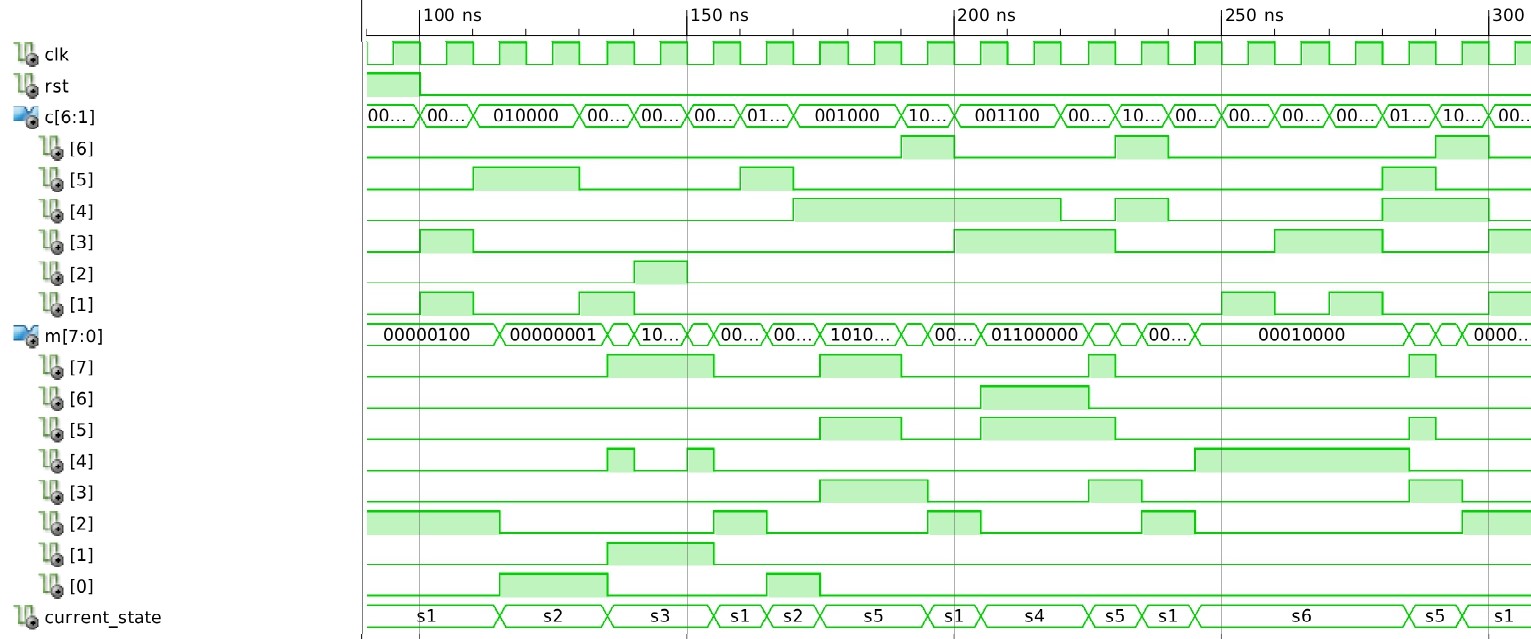 100 ns 150 ns 200 ns 250 ns 300
clk
rst
c[6:1] 00... 00... 010000 00... 00... 00... 01... 001000 10... 001100 00... 10... 00... 00... 00... 00... 01... 10... 00...
[6]
[5]
[4]
[3]
[2]
[1]
m[7:0] 00000100 00000001 10... 00... 00... 1010... 00... 01100000 00... 00010000 0000...
[7]
[6]
[5]
[4]
[3]
[2]
[1]
[0]
current_state s1 s2 s3 s1 s2 s5 s1 s4 s5 s1 s6 s5 s1